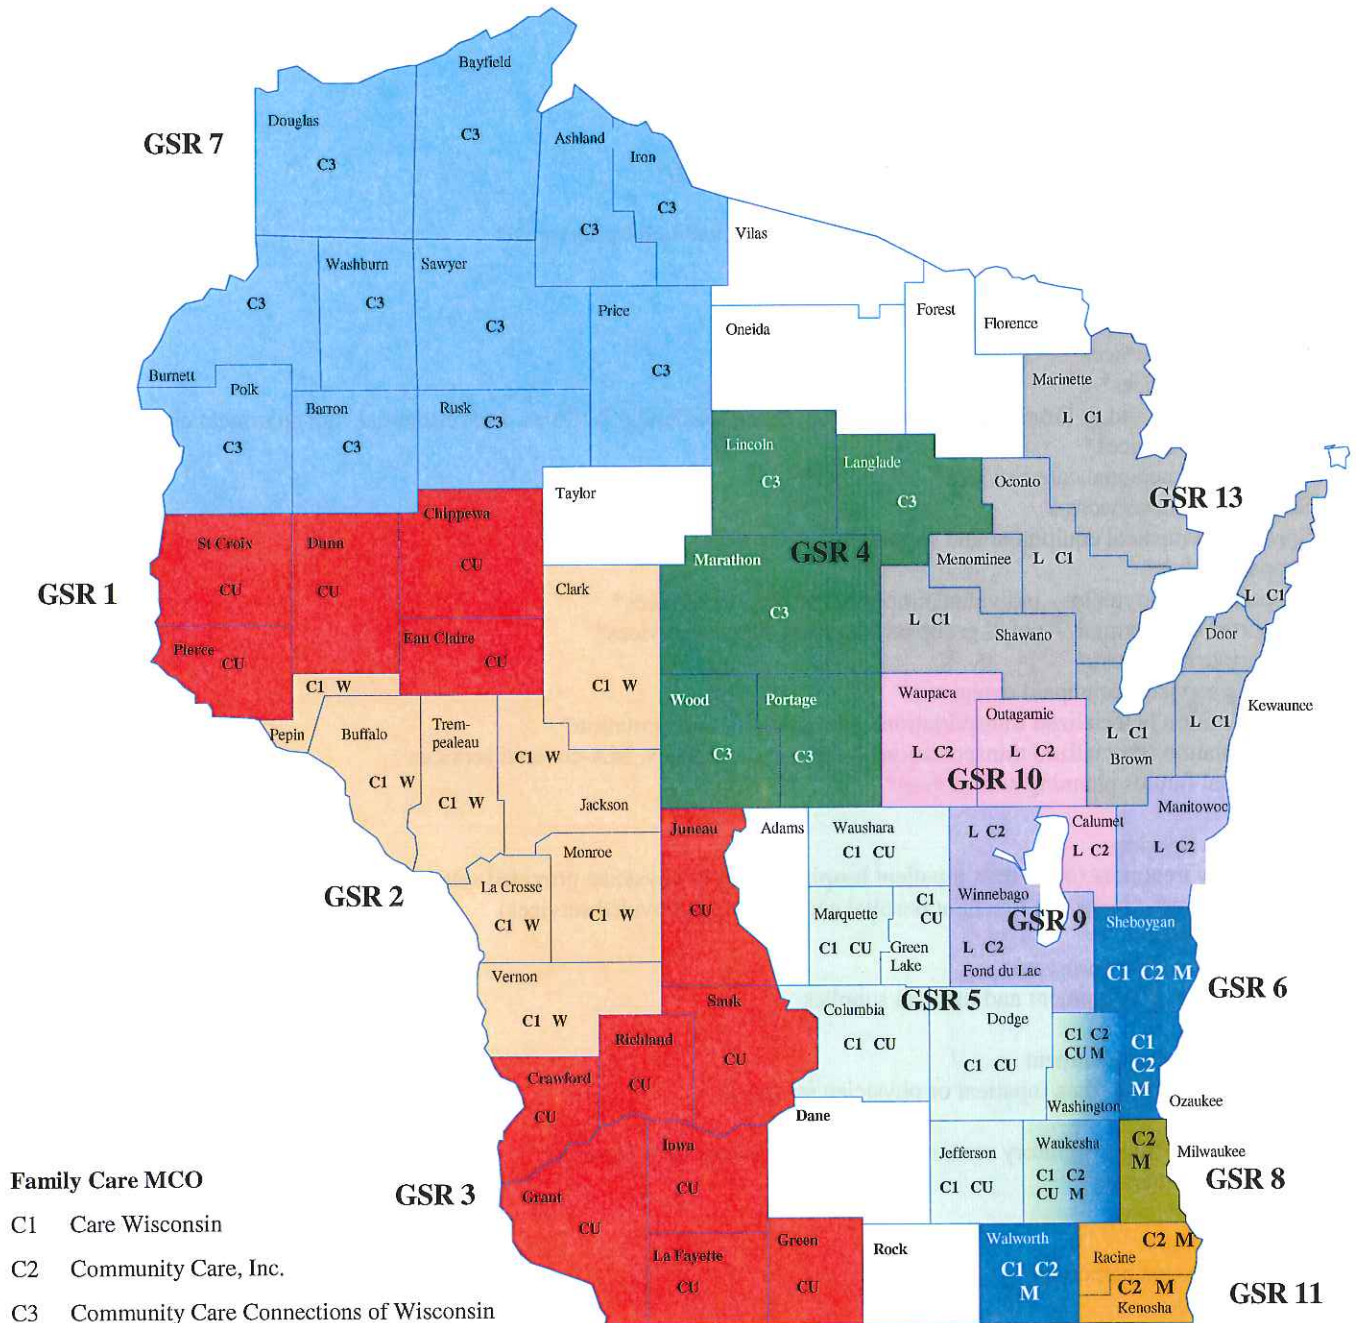 Bayfield
Douglas
GSR 7
C3
C3
Ashland
Iron
C3
C3
Vilas
Washburn
Sawyer
C3
C3
C3
Price
Forest
Florence
Oneida
C3
Burnett
Polk
Marinette
Barron
Rusk
C3
L C1
C3
C3
Lincoln
Langlade
C3
C3
Oconto
GSR 13
Taylor
Chippewa
St Croix
Dunn
CU
CU
CU
GSR 1
Marathon
GSR 4
Menominee
L C1
Clark
C3
L C1
L C1
Shawano
Door
Eau Claire
Pierce
CU
CU
C1 W
C1 W
Wood
Portage
Waupaca
Outagamie
Kewaunee
L C1
Pepin
Buffalo
Trem-
pealeau
C1 W
C3
C3
L C2
L C2
L C1
Brown
C1 W
C1 W
Jackson
GSR 10
Manitowoc
Juneau
Adams
Waushara
L C2
Calumet
C1 CU
L C2
L C2
Monroe
La Crosse
GSR 2
Winnebago
C1 W
C1 W
CU
Marquette
C1
CU
GSR 9
Sheboygan
C1 CU
Green
Lake
L C2
Fond du Lac
Vernon
C1 C2 M
GSR 6
C1 W
Sauk
Columbia
GSR 5
Dodge
Richland
C1 CU
C1 C2
CU M
C1
C2
M
CU
C1 CU
Crawford
CU
CU
Washington
Ozaukee
Dane
Iowa
Jefferson
Waukesha
C2
M
Milwaukee
Family Care MCO
GSR 3
Grant
CU
C1 CU
C1 C2
CU M
GSR 8
C1 Care Wisconsin
CU
La Fayette
Green
Rock
Walworth
C2 M
Racine
C2 Community Care, Inc.
C1 C2
M
CU
CU
C2 M
Kenosha
GSR 11
C3 Community Care Connections of Wisconsin